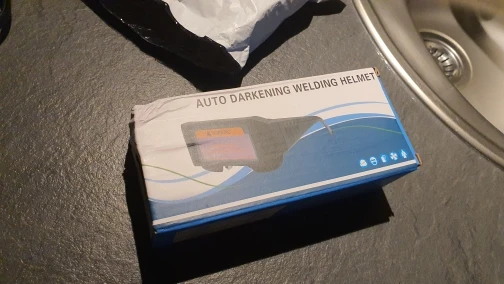 AUTO DARKENING WELDING HELMET